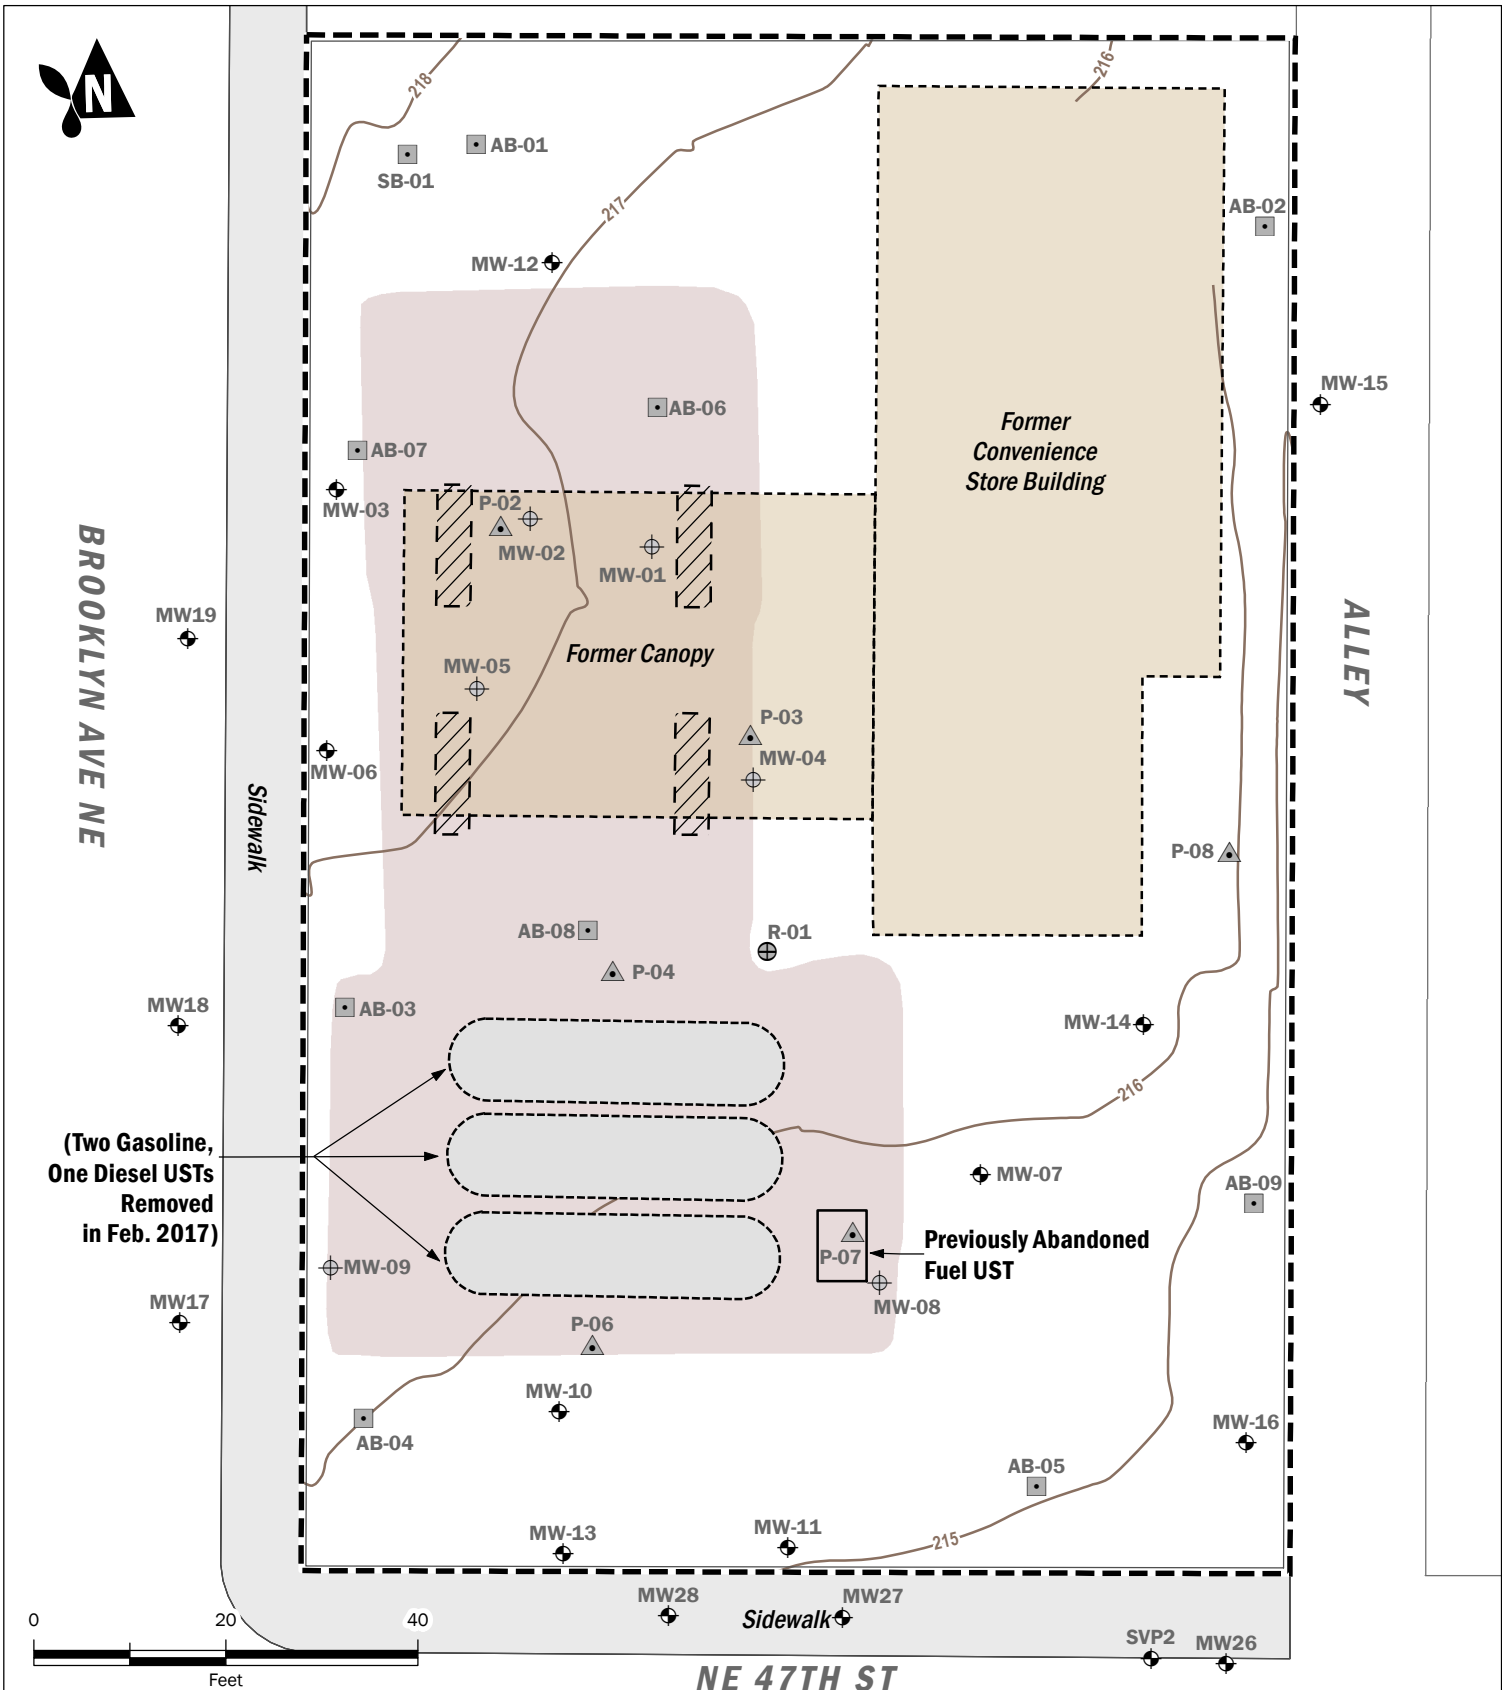 N
218
216
AB-01
SB-01
217
AB-02
MW-12
MW-15
AB-06
Former
Convenience
Store Building
AB-07
MW-03
P-02
MW-02
MW-01
BROOKLYN AVE NE
MW19
ALLEY
Former Canopy
MW-05
P-03
MW-04
MW-06
Sidewalk
P-08
AB-08
R-01
P-04
MW18
AB-03
MW-14
216
(Two Gasoline,
One Diesel USTs
Removed
in Feb. 2017)
MW-07
AB-09
P-07
Previously Abandoned
Fuel UST
MW-09
MW-08
MW17
P-06
MW-10
AB-04
MW-16
AB-05
MW-13
MW-11
215
MW28
Sidewalk
MW27
0 20 40
Feet
SVP2
MW26
NE 47TH ST